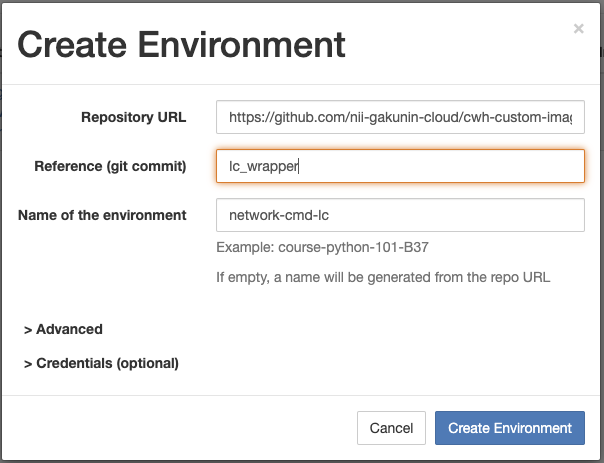 Create Environment
×
Repository URL
https://github.com/nii-gakunin-cloud/cwh-custom-imag
Reference (git commit)
lc_wrapper
Name of the environment
network-cmd-lc
Example: course-python-101-B37
If empty, a name will be generated from the repo URL
> Advanced
> Credentials (optional)
Cancel
Create Environment